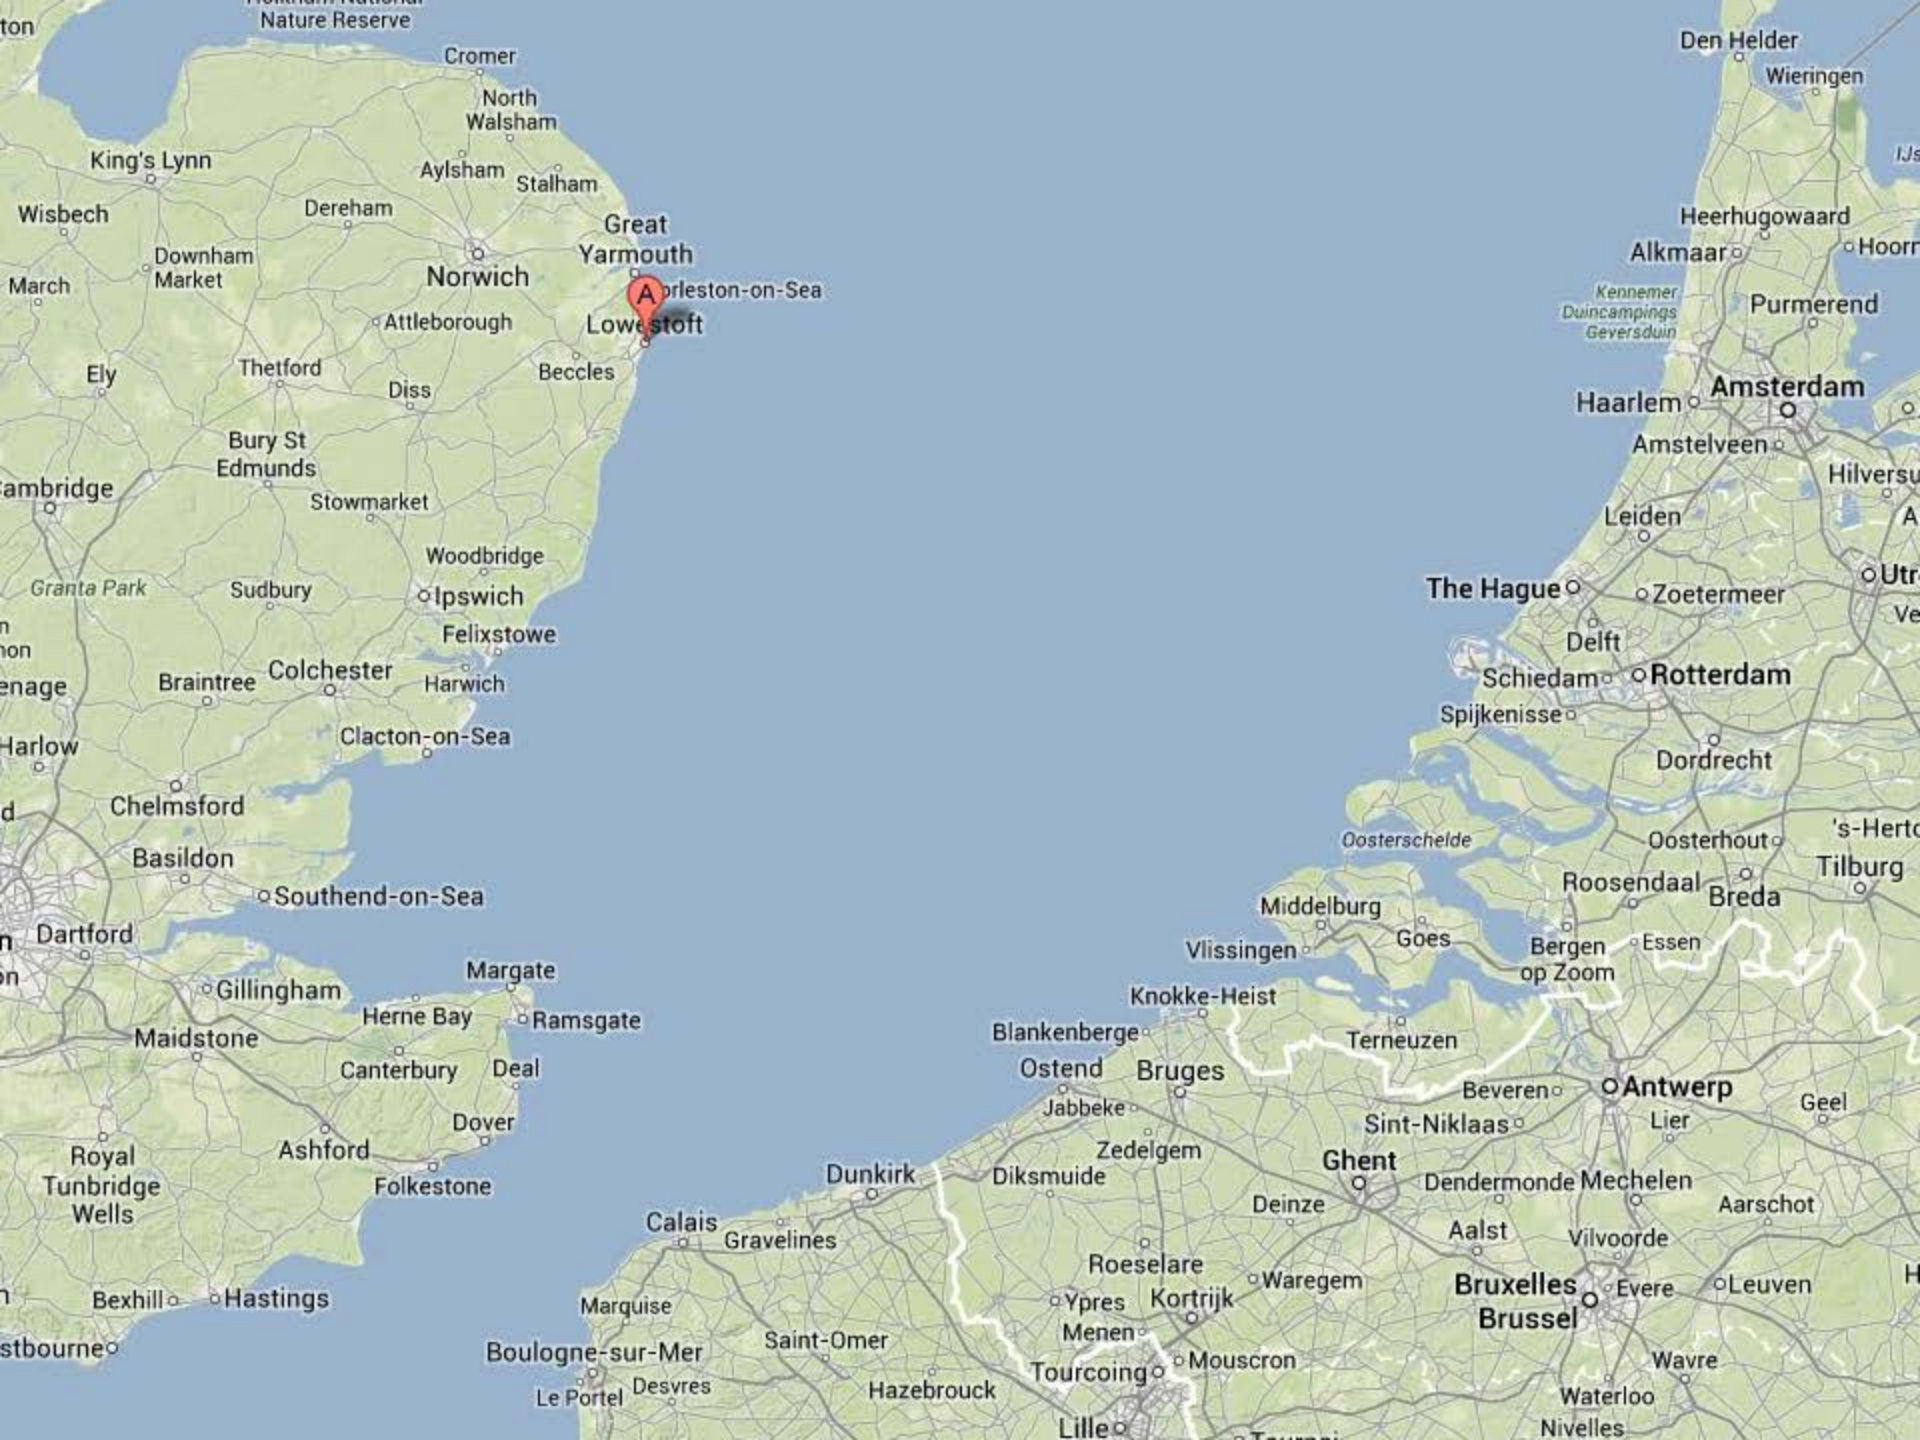 Nature Reserve
Cromer
North
Walsham
Aylsham
Stalham
King's Lynn
Wisbech
Dereham
Great
Yarmouth
Downham
Market
Norwich
March
A
Lowestoft
Attleborough
Beccles
Thetford
Ely
Diss
Bury St
Edmunds
Stowmarket
Woodbridge
Granta Park
Sudbury
Ipswich
Felixstowe
Colchester
Braintree
Harwich
Clacton-on-Sea
Harlow
Chelmsford
Basildon
Southend-on-Sea
Dartford
Margate
Gillingham
Herne Bay
Ramsgate
Maidstone
Canterbury
Deal
Dover
Royal
Tunbridge
Wells
Ashford
Folkestone
Bexhill
Hastings
Den Helder
Wieringen
Heerhugowaard
Alkmaar
Kennemer
Duincampings
Geversduin
Purmerend
Amsterdam
Haarlem
Amstelveen
Leiden
The Hague
Zoetermeer
Delft
Schiedam
Rotterdam
Spijkenisse
Dordrecht
Oosterschelde
Oosterhout
Tilburg
Roosendaal
Breda
Middelburg
Goes
Vlissingen
Bergen
op Zoom
Essen
Knokke-Heist
Blankenberge
Terneuzen
Ostend
Bruges
Beveren
Antwerp
Jabbeke
Sint-Niklaas
Lier
Geel
Zedelgem
Ghent
Dunkirk
Diksmuide
Dendermonde
Mechelen
Deinze
Aarschot
Calais
Gravelines
Aalst
Vilvoorde
Roeselare
Waregem
Bruxelles
Brussel
Evere
Leuven
Marquise
Ypres
Kortrijk
Menen
Saint-Omer
Boulogne-sur-Mer
Tourcoing
Mouscron
Wavre
Le Portel
Desvres
Hazebrouck
Waterloo
Lille
Nivelles